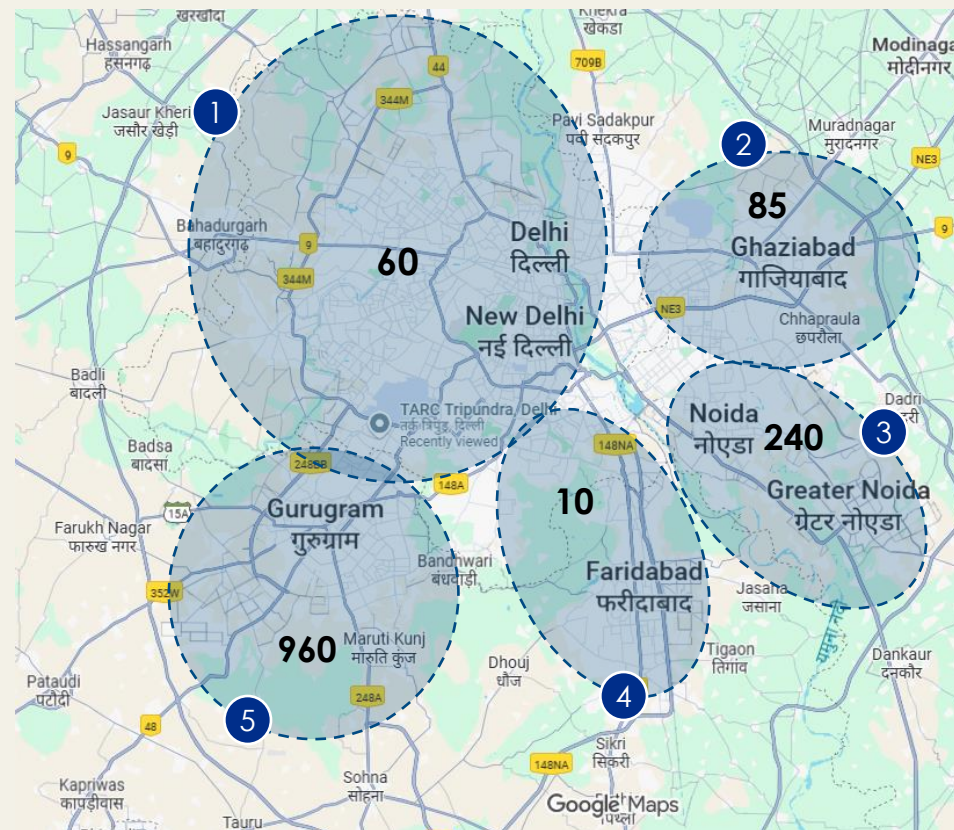 खरखौदा
Khekra
खेकड़ा
Hassangarh
हसनगढ़
44
709B
Modinaga
मोदीनगर
344M
1
Jasaur Kheri
जसौर खेड़ी
Pavi Sadakpur
पवी सदकपुर
Muradnagar
मुरादनगर
9
2
NE3
85
Bahadurgarh
बहादुरगढ़
9
60
Delhi
दिल्ली
Ghaziabad
गाजियाबाद
9
344M
New Delhi
नई दिल्ली
NE3
Chhapraula
छपरौला
Badli
बादली
Dadri
TARC Tripundra, Delhi
Recently viewed
Noida
नोएडा
240
3
Badsa
बादसा
148NA
148A
15A
Gurugram
गुरुग्राम
10
Greater Noida
ग्रेटर नोएडा
Farukh Nagar
फारुख नगर
Bandhwari
बंधवाड़ी
Faridabad
फरीदाबाद
Jasana
जसाना
352W
यमुना नदी
960
Maruti Kunj
मारुति कुंज
Dhouj
धौज
Tigaon
तिगांव
Dankaur
दनकौर
Pataudi
पटौदी
248A
4
5
48
Sikri
सिकरी
148NA
Sohna
सोहना
Kapriwas
कापड़ीवास
Google Maps
Tauru